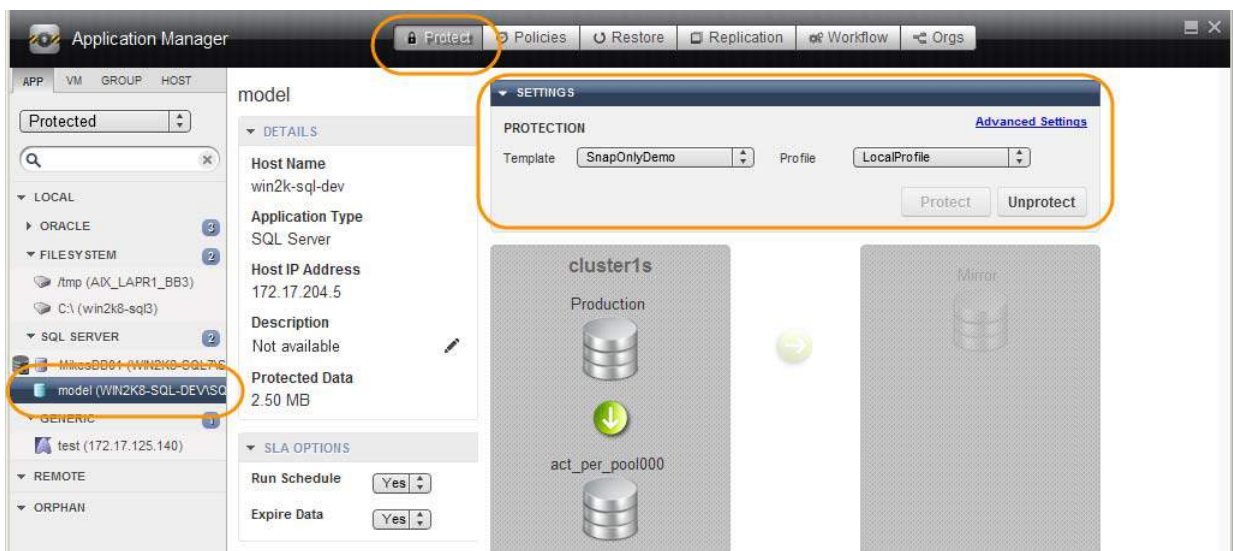 Application Manager
Protect
Policies
Restore
Replication
Workflow
Orgs
APP VM GROUP HOST
Protected
LOCAL
ORACLE 3
FILESYSTEM 2
/tmp (AIX_LAPR1_BB3)
C:\ (win2k8-sql3)
SQL SERVER 2
MikesDB01 (WIN2K8-SQL7\S
model (WIN2K8-SQL-DEV\SQ
GENERIC 1
test (172.17.125.140)
REMOTE
ORPHAN
model
DETAILS
Host Name
win2k-sql-dev
Application Type
SQL Server
Host IP Address
172.17.204.5
Description
Not available
Protected Data
2.50 MB
SLA OPTIONS
Run Schedule Yes
Expire Data Yes
SETTINGS
PROTECTION
Advanced Settings
Template SnapOnlyDemo Profile LocalProfile
Protect Unprotect
cluster1s
Production
act_per_pool000
Mirror